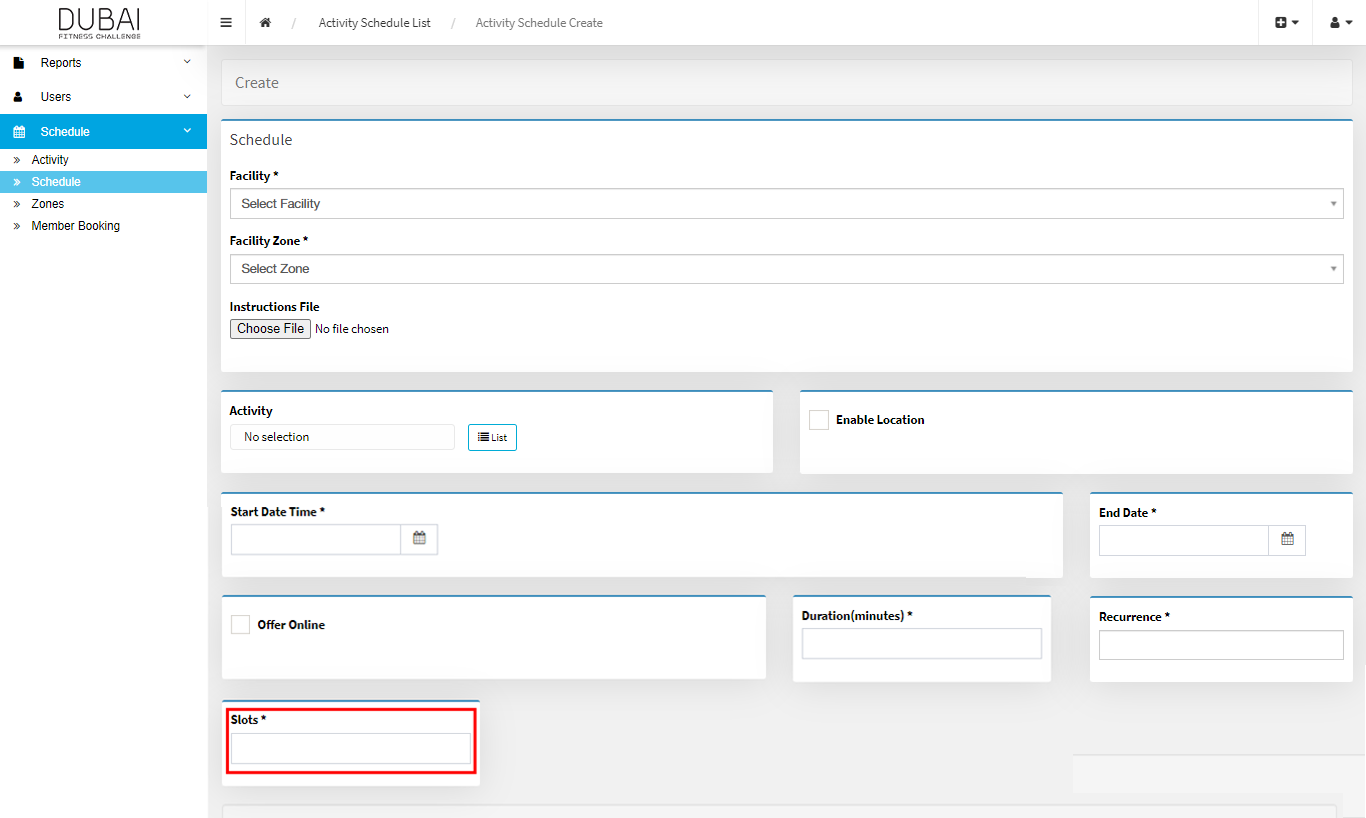 DUBAI
FITNESS CHALLENGE
/ Activity Schedule List / Activity Schedule Create
Reports
Users
Schedule
» Activity
» Schedule
» Zones
» Member Booking
Create
Schedule
Facility *
Select Facility
Facility Zone *
Select Zone
Instructions File
Choose File No file chosen
Activity
No selection List
Enable Location
Start Date Time *
End Date *
Offer Online
Duration(minutes) *
Recurrence *
Slots *